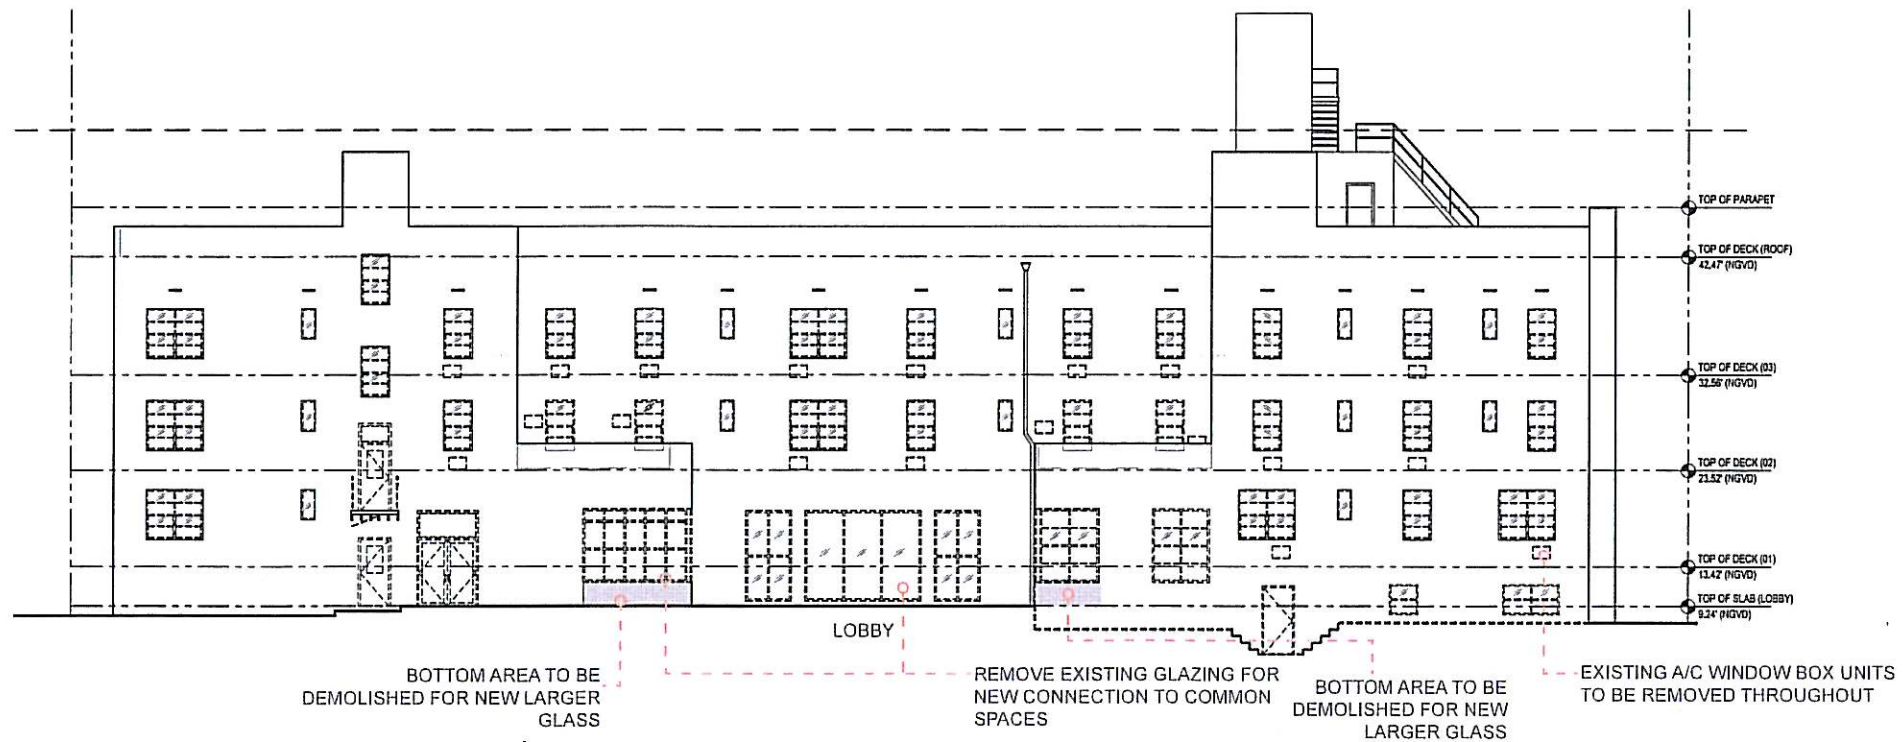 TOP OF PARAPET
TOP OF DECK (ROOF)
42.47' (NGVD)
TOP OF DECK (03)
32.56' (NGVD)
TOP OF DECK (02)
23.52' (NGVD)
TOP OF DECK (01)
13.42' (NGVD)
TOP OF SLAB (LOBBY)
9.24' (NGVD)
LOBBY
BOTTOM AREA TO BE
DEMOLISHED FOR NEW LARGER
GLASS
REMOVE EXISTING GLAZING FOR
NEW CONNECTION TO COMMON
SPACES
BOTTOM AREA TO BE
DEMOLISHED FOR NEW
LARGER GLASS
EXISTING A/C WINDOW BOX UNITS
TO BE REMOVED THROUGHOUT